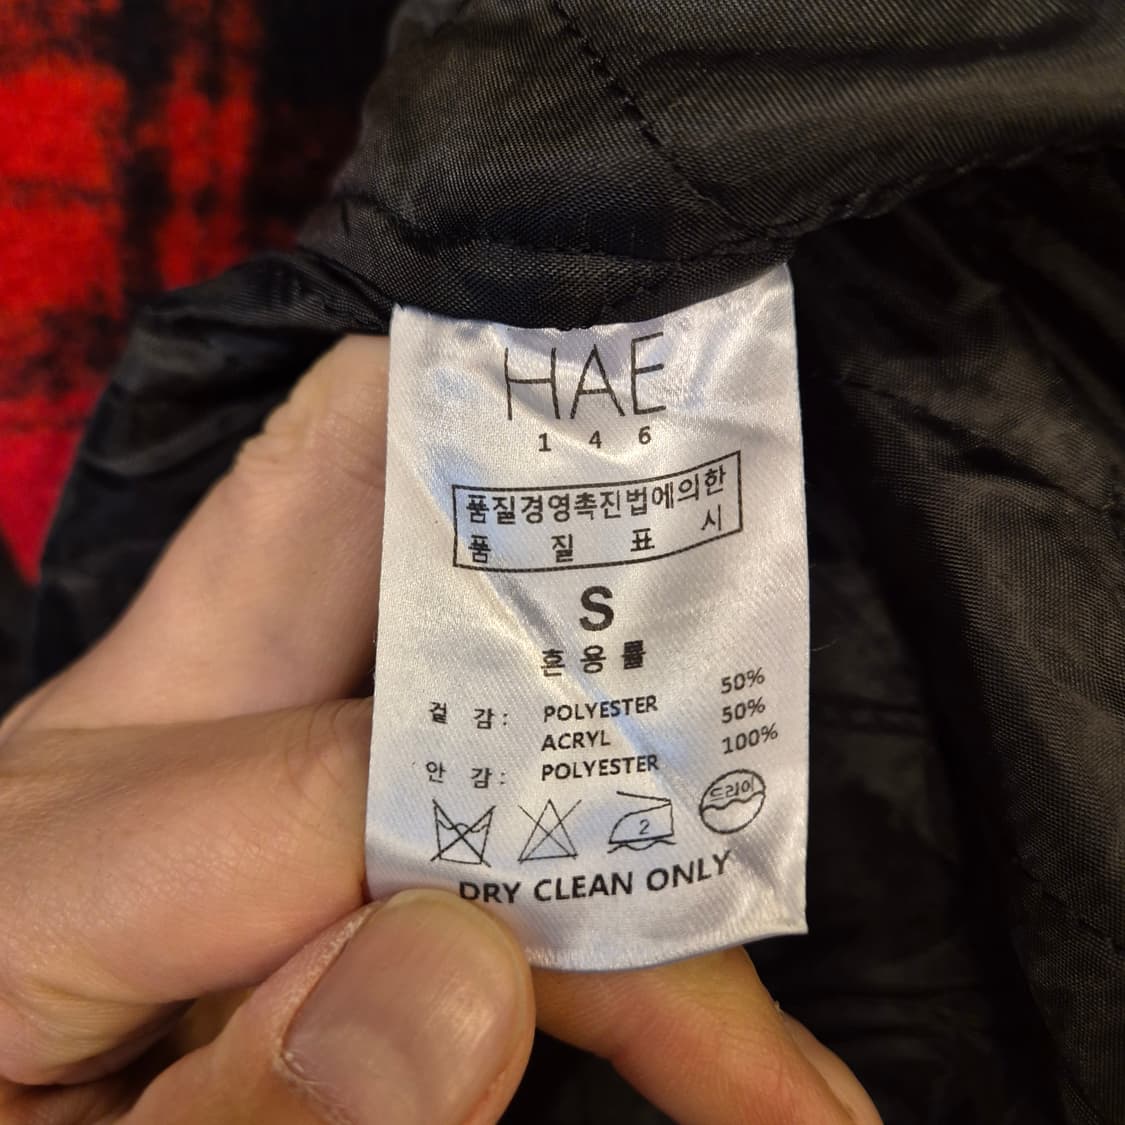 HAE
1 4 6
품질경영촉진법에의한
품 질 표 시
S
혼 용 률
겉 감 : POLYESTER 50%
ACRYL 50%
안 감 : POLYESTER 100%
2
드라이
DRY CLEAN ONLY